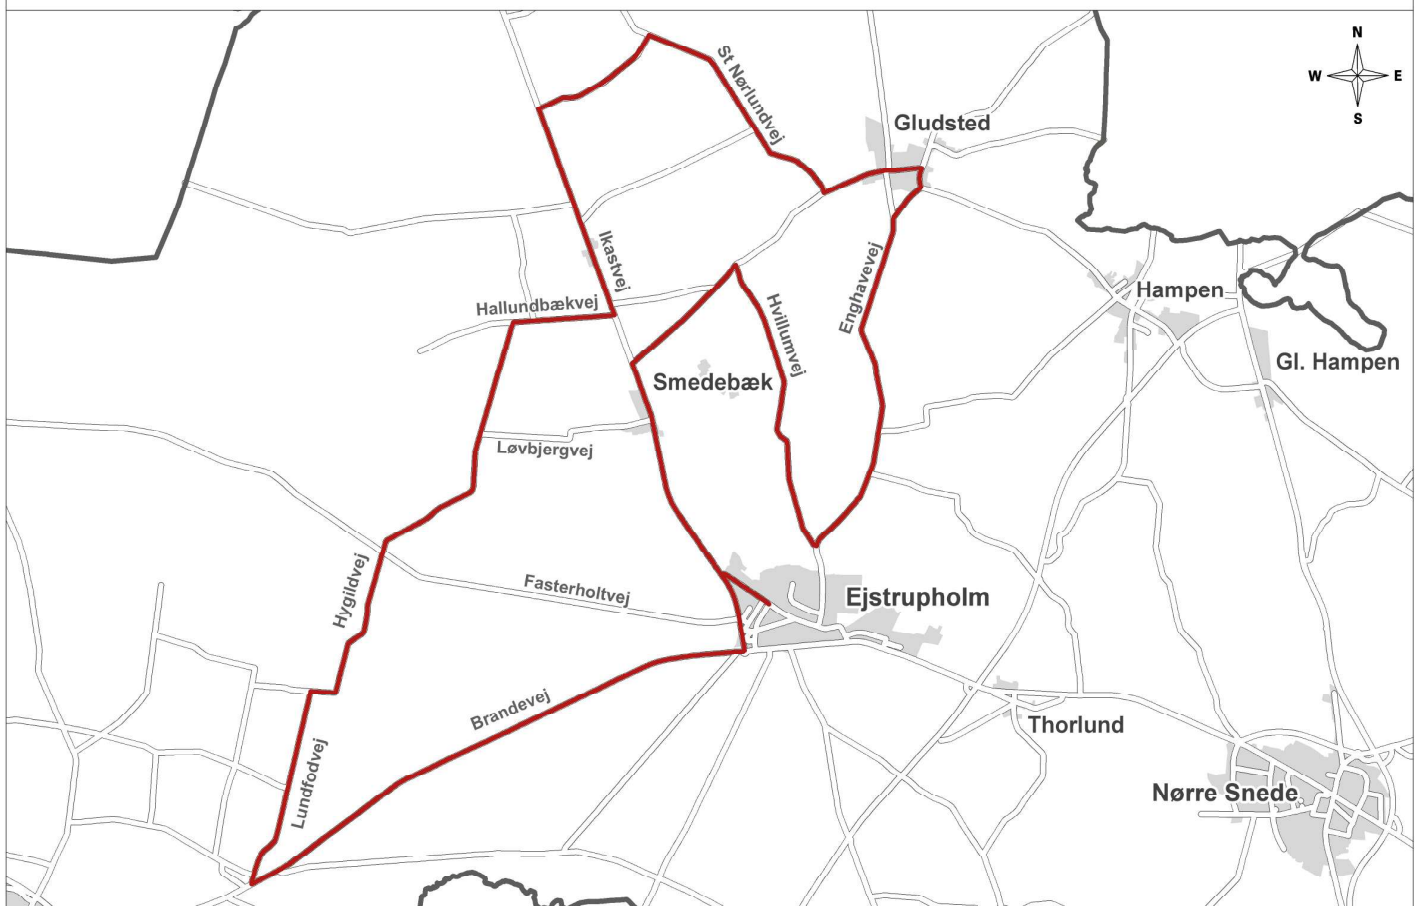 N
W E
S
St Nørlundvej
Gludsted
Ikastvej
Hallundbækvej
Hvillumvej
Enghavevej
Hampen
Gl. Hampen
Smedebæk
Løvbjergvej
Hygildvej
Fasterholtvej
Ejstrupholm
Brandevej
Thorlund
Lundfodvej
Nørre Snede